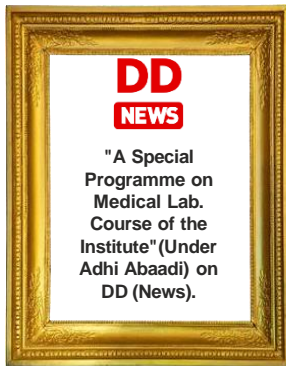 DD
NEWS
"A Special
Programme on
Medical Lab.
Course of the
Institute"(Under
Adhi Abaadi) on
DD (News).